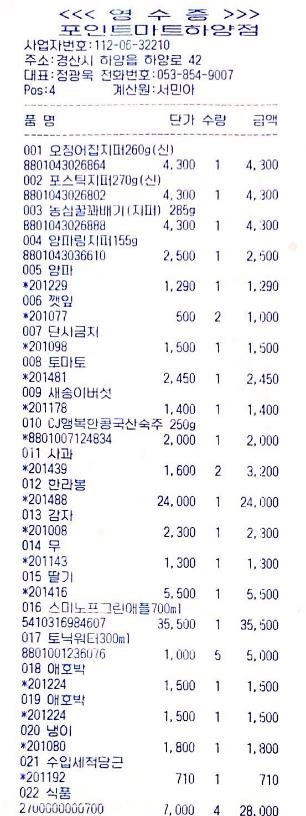 <<< 영 수 증 >>>
포인트마트하양점
사업자번호:112-06-32210
주소:경산시 하양읍 하양로 42
대표:정광욱 전화번호:053-854-9007
Pos:4 계산원:서민아
품 명 단가 수량 금액
001 오징어집지퍼260g(신)
8801043026864 4,300 1 4,300
002 포스틱지퍼270g(신)
8801043026802 4,300 1 4,300
003 농심꿀꽈배기(지퍼) 285g
8801043026888 4,300 1 4,300
004 양파링지퍼155g
8801043036610 2,500 1 2,500
005 양파
*201229 1,290 1 1,290
006 깻잎
*201077 500 2 1,000
007 단시금치
*201098 1,500 1 1,500
008 토마토
*201481 2,450 1 2,450
009 새송이버섯
*201178 1,400 1 1,400
010 CJ행복한콩국산숙주 250g
*8801007124834 2,000 1 2,000
011 사과
*201439 1,600 2 3,200
012 한라봉
*201488 24,000 1 24,000
013 감자
*201008 2,300 1 2,300
014 무
*201143 1,300 1 1,300
015 딸기
*201416 5,500 1 5,500
016 스미노프그린애플700ml
5410316984607 35,500 1 35,500
017 토닉워터300ml
8801001236076 1,000 5 5,000
018 애호박
*201224 1,500 1 1,500
019 애호박
*201224 1,500 1 1,500
020 냉이
*201080 1,800 1 1,800
021 수입세척당근
*201192 710 1 710
022 식품
2700000000700 7,000 4 28,000